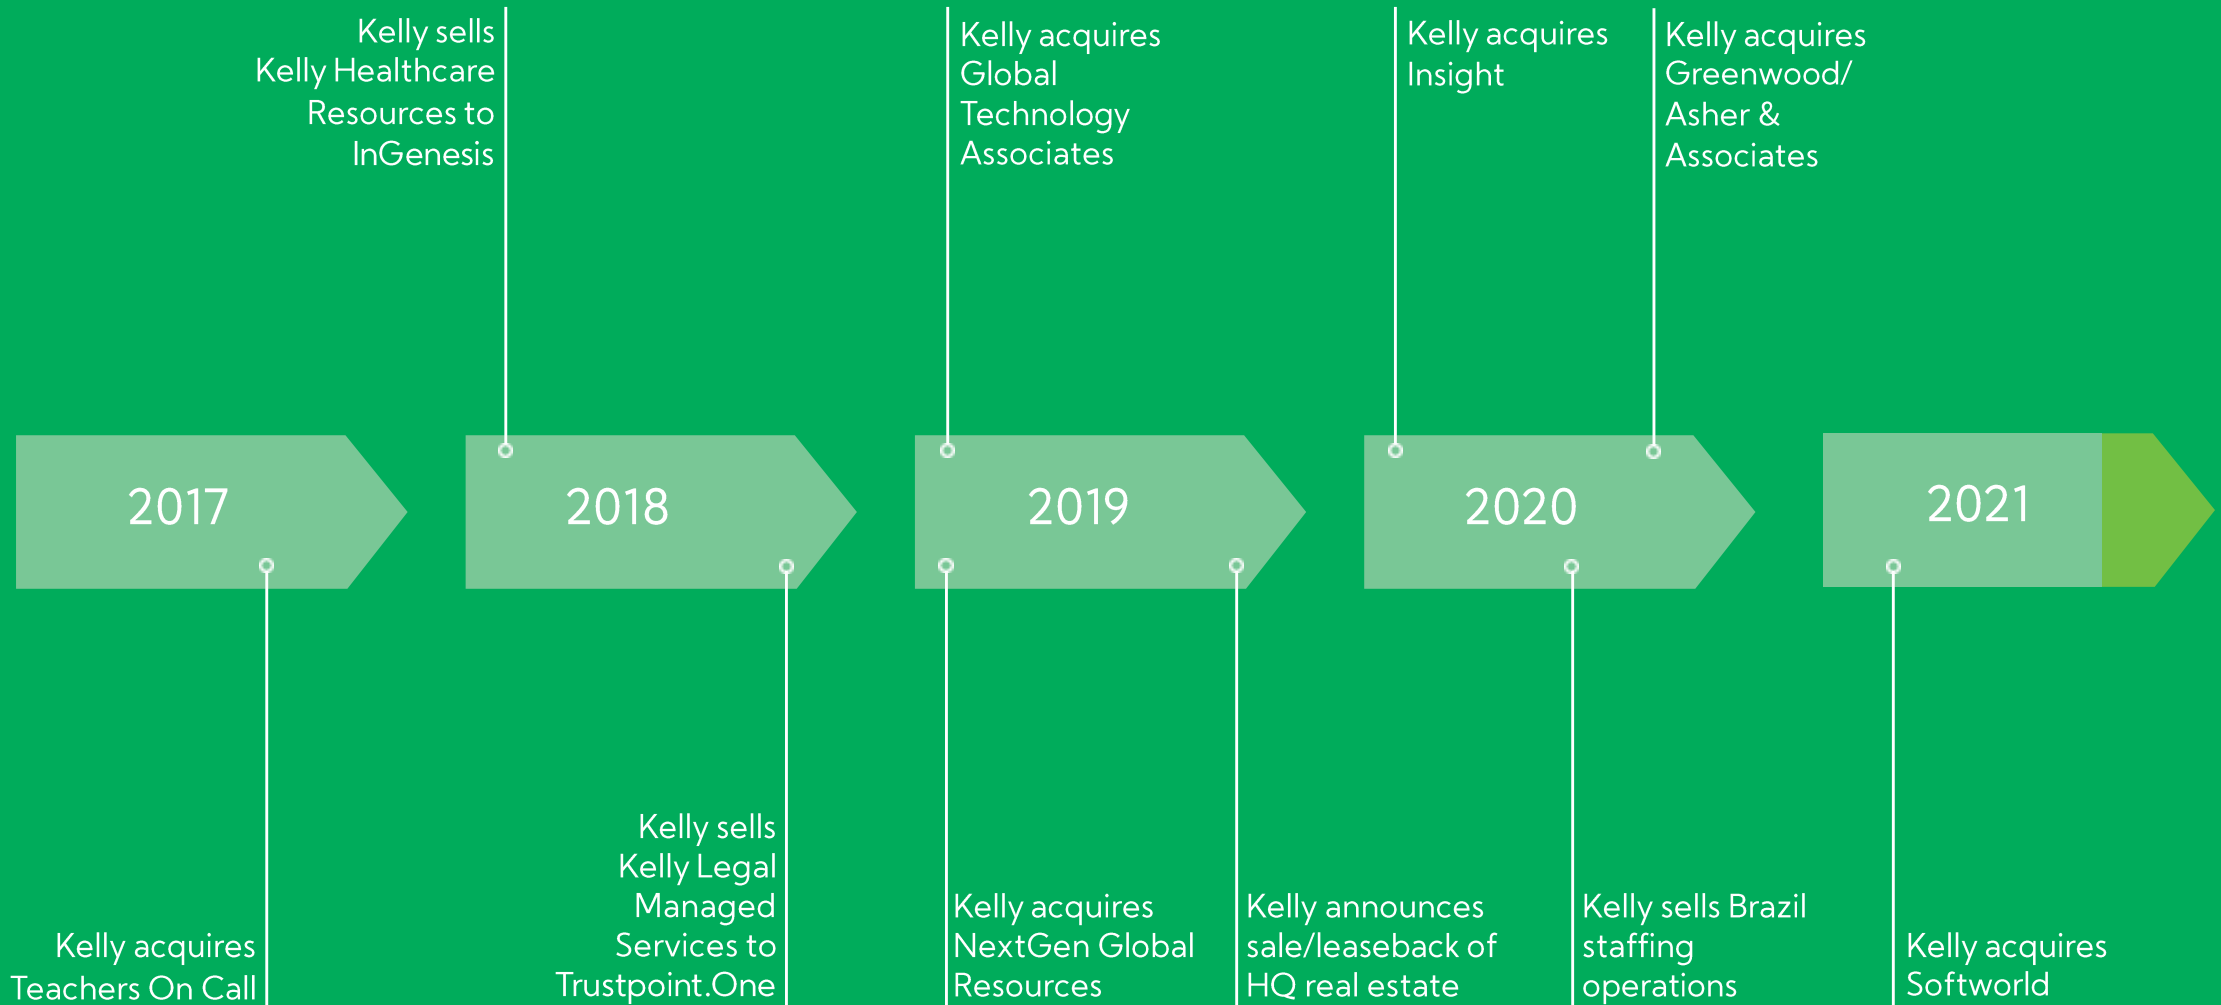 Kelly sells
Kelly Healthcare
Resources to
InGenesis
Kelly acquires
Global
Technology
Associates
Kelly acquires
Insight
Kelly acquires
Greenwood/
Asher &
Associates
2017
2018
2019
2020
2021
Kelly acquires
Teachers On Call
Kelly sells
Kelly Legal
Managed
Services to
Trustpoint.One
Kelly acquires
NextGen Global
Resources
Kelly announces
sale/leaseback of
HQ real estate
Kelly sells Brazil
staffing
operations
Kelly acquires
Softworld